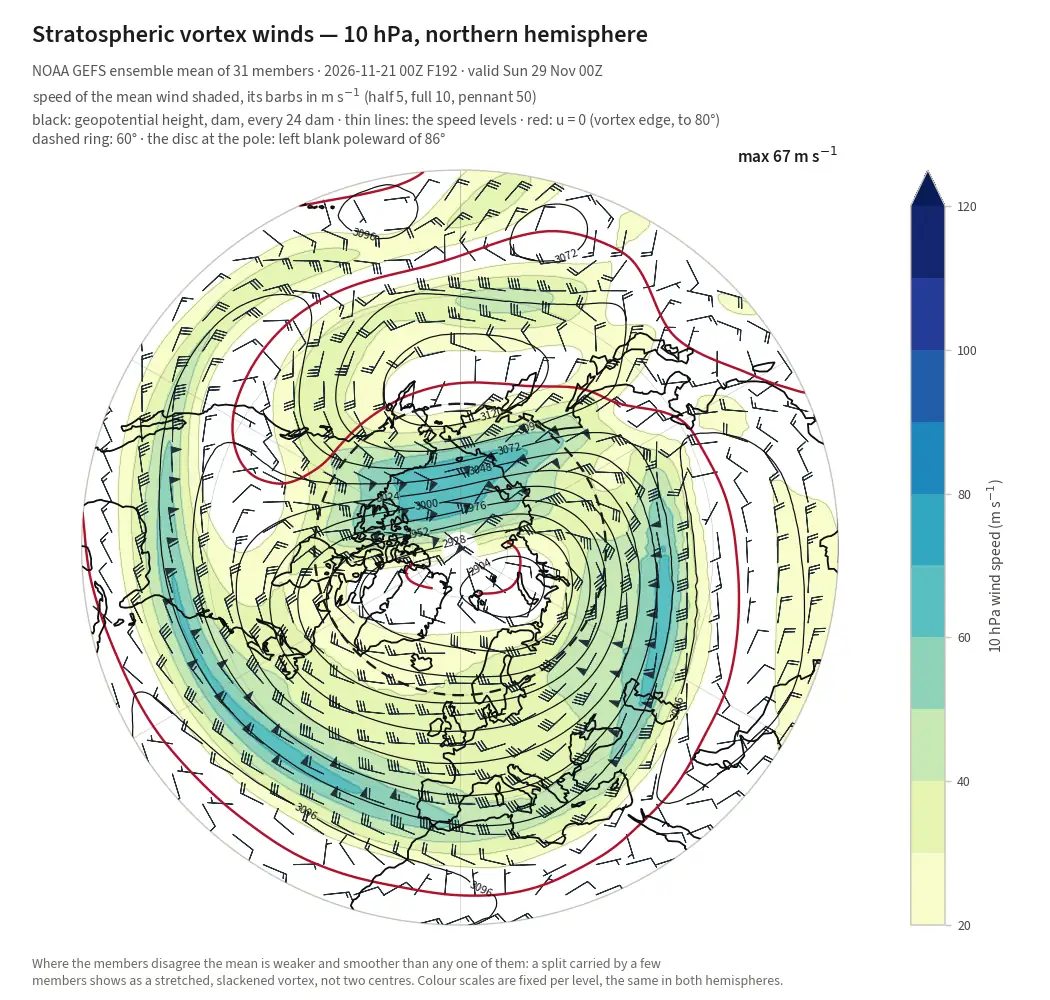 Stratospheric vortex winds — 10 hPa, northern hemisphere
NOAA GEFS ensemble mean of 31 members · 2026-11-21 00Z F192 · valid Sun 29 Nov 00Z
speed of the mean wind shaded, its barbs in m s⁻¹ (half 5, full 10, pennant 50)
black: geopotential height, dam, every 24 dam · thin lines: the speed levels · red: u = 0 (vortex edge, to 80°)
dashed ring: 60° · the disc at the pole: left blank poleward of 86°
max 67 m s⁻¹
3096
3072
3072
3048
3000
2976
2928
2904
3096
3096
120
100
80
60
40
20
10 hPa wind speed (m s⁻¹)
Where the members disagree the mean is weaker and smoother than any one of them: a split carried by a few
members shows as a stretched, slackened vortex, not two centres. Colour scales are fixed per level, the same in both hemispheres.